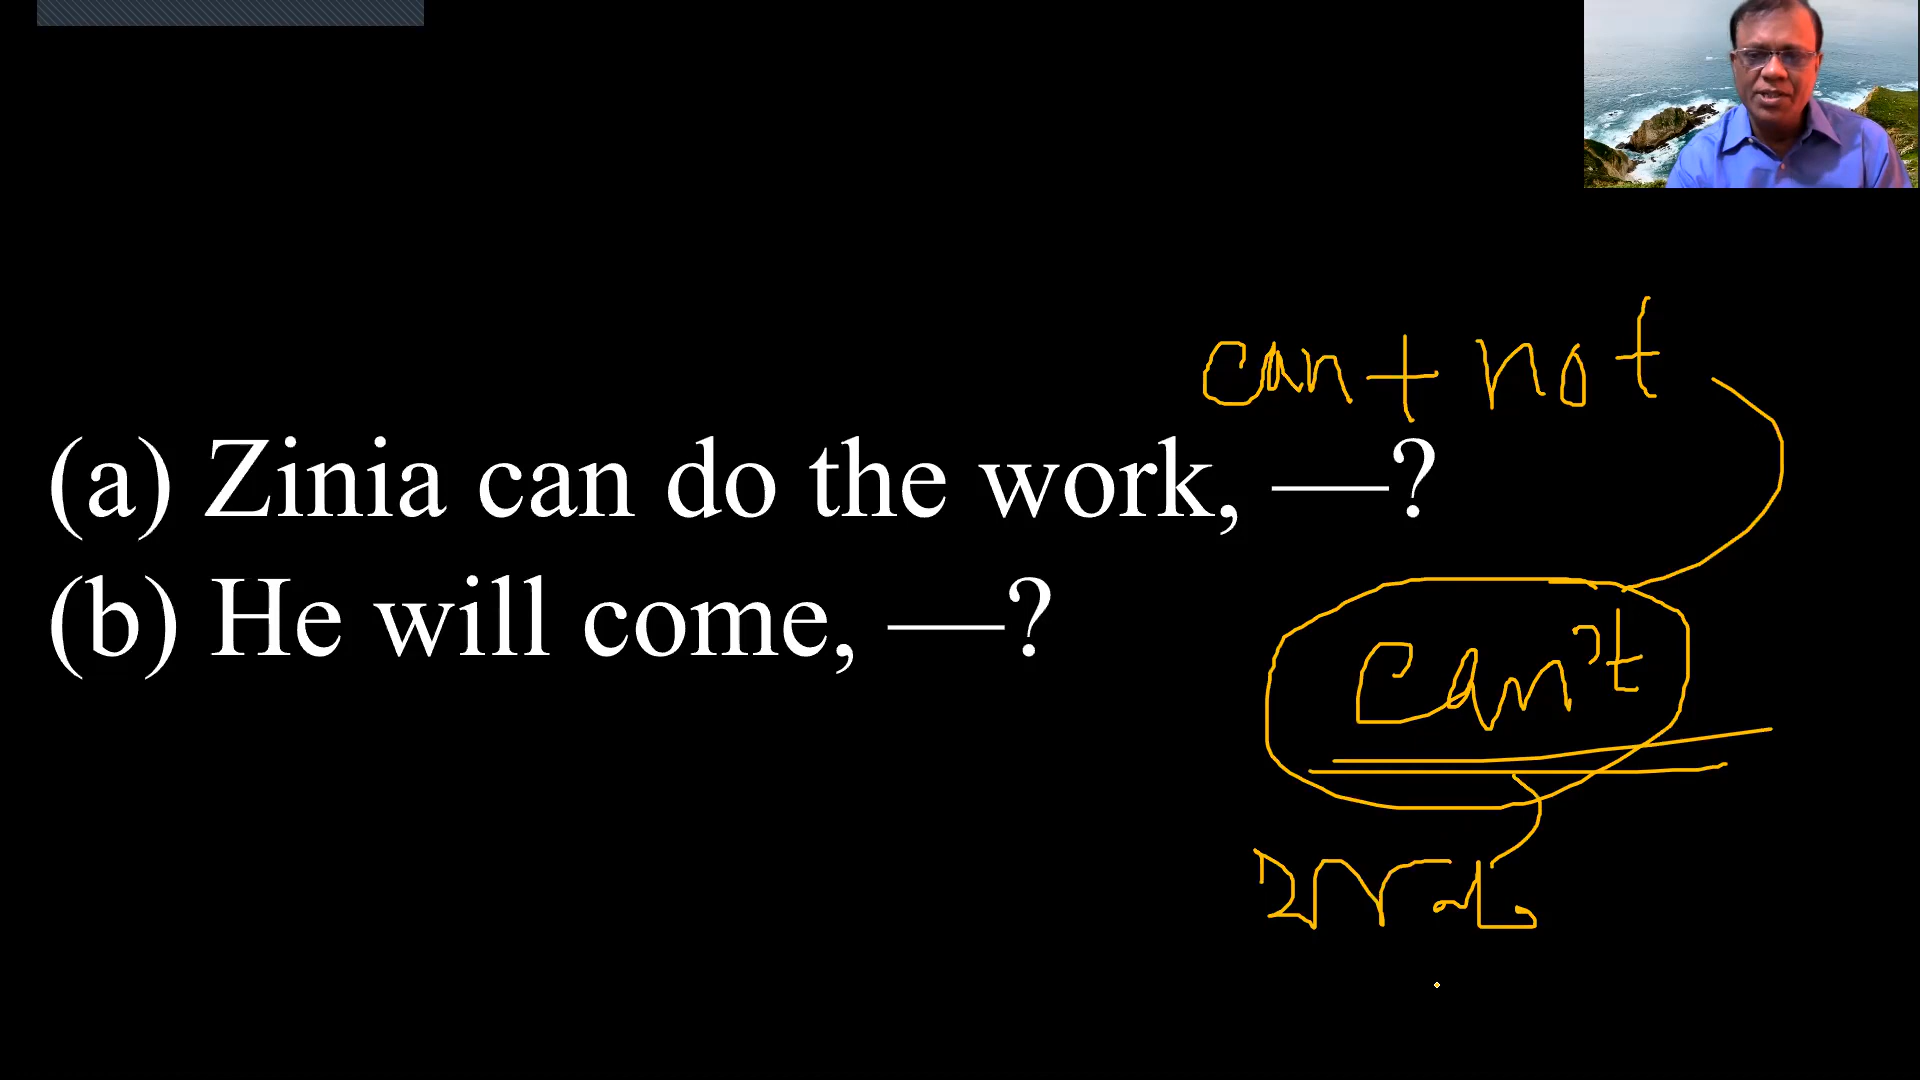 can + not
(a) Zinia can do the work, —?
(b) He will come, —?
can't